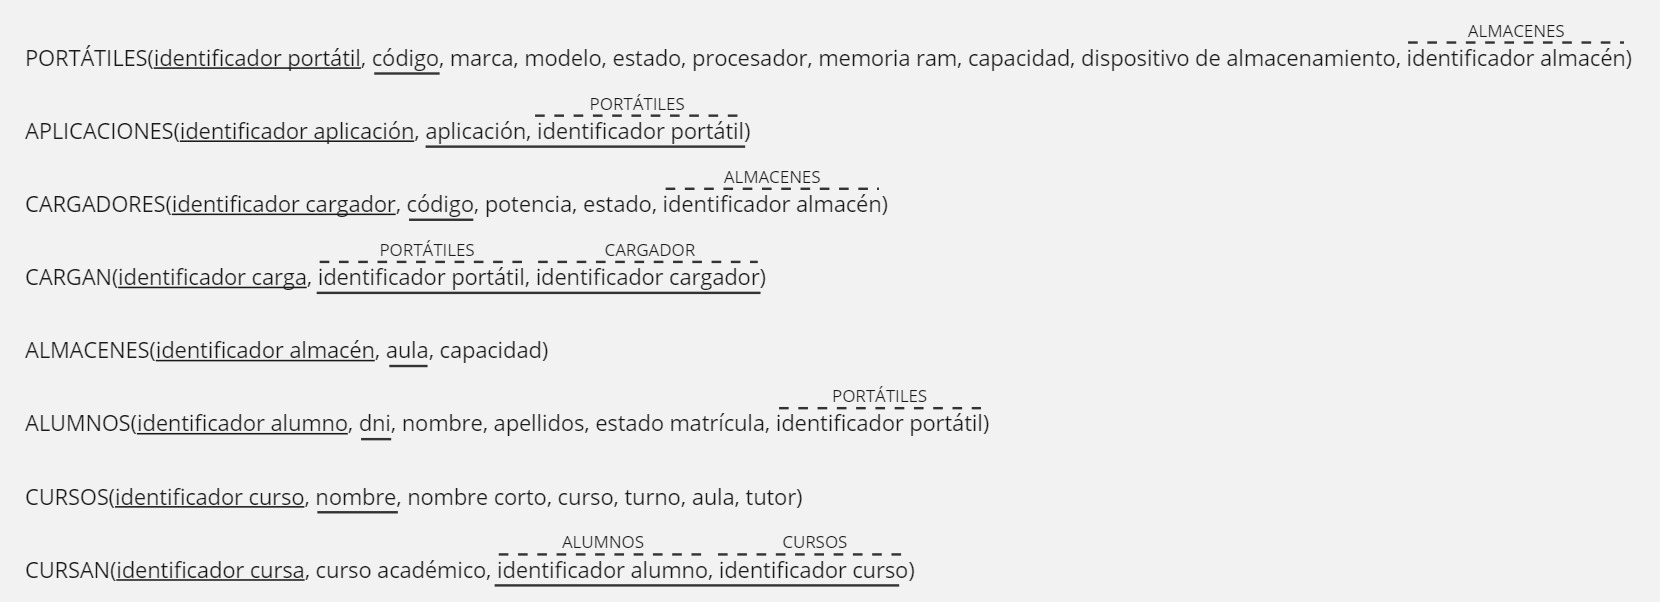 ALMACENES
PORTÁTILES(identificador portátil, código, marca, modelo, estado, procesador, memoria ram, capacidad, dispositivo de almacenamiento, identificador almacén)
PORTÁTILES
APLICACIONES(identificador aplicación, aplicación, identificador portátil)
ALMACENES
CARGADORES(identificador cargador, código, potencia, estado, identificador almacén)
PORTÁTILES CARGADOR
CARGAN(identificador carga, identificador portátil, identificador cargador)
ALMACENES(identificador almacén, aula, capacidad)
PORTÁTILES
ALUMNOS(identificador alumno, dni, nombre, apellidos, estado matrícula, identificador portátil)
CURSOS(identificador curso, nombre, nombre corto, curso, turno, aula, tutor)
ALUMNOS CURSOS
CURSAN(identificador cursa, curso académico, identificador alumno, identificador curso)